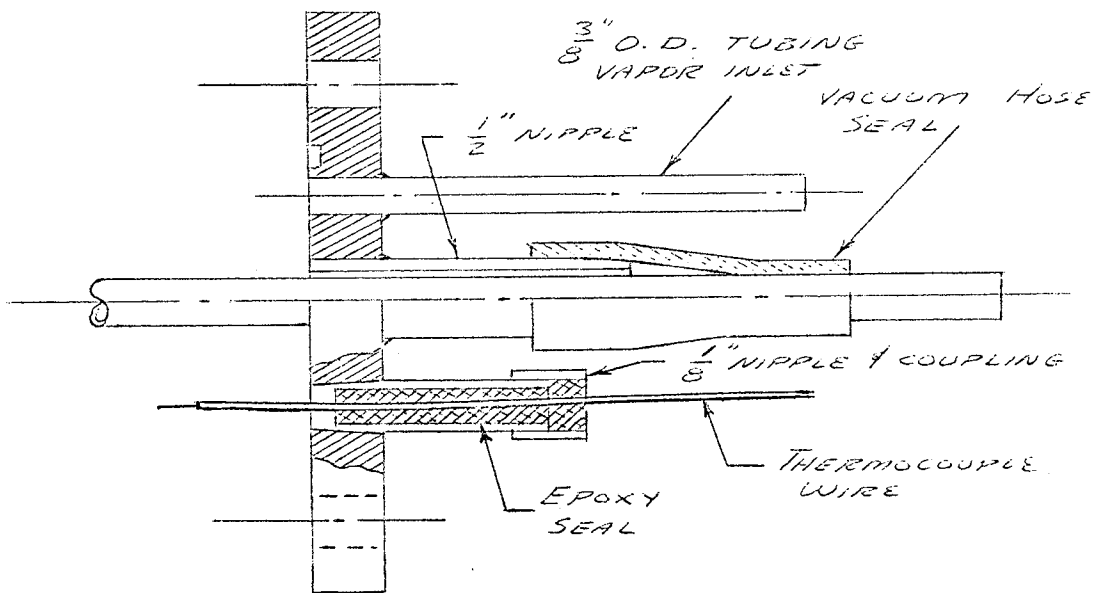 3/8" O.D. TUBING
VAPOR INLET
VACUUM HOSE
SEAL
1/2" NIPPLE
1/8" NIPPLE & COUPLING
THERMOCOUPLE
WIRE
EPOXY
SEAL